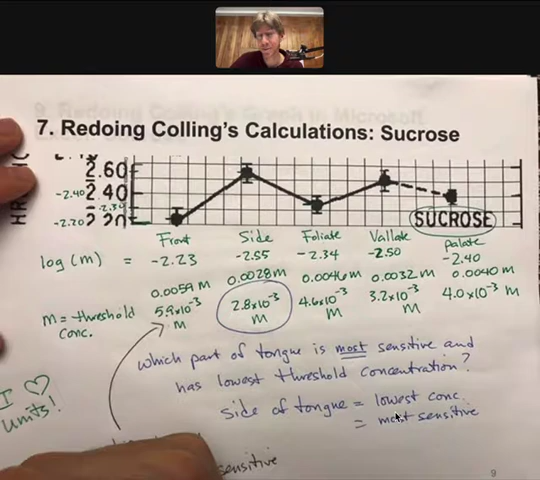 7. Redoing Colling's Calculations: Sucrose
2.60
-2.40 2.40
-2.34
-2.20 2.20
SUCROSE
Front Side Foliate Vallate Palate
log(m) = -2.23 -2.55 -2.34 -2.50 -2.40
0.0059 M 0.0028 M 0.0046 M 0.0032 M 0.0040 M
m = threshold conc. 5.9x10⁻³ M 2.8x10⁻³ M 4.6x10⁻³ M 3.2x10⁻³ M 4.0x10⁻³ M
which part of tongue is most sensitive and
has lowest threshold concentration?
I ♡
units!
side of tongue = lowest conc.
= most sensitive
sensitive
9